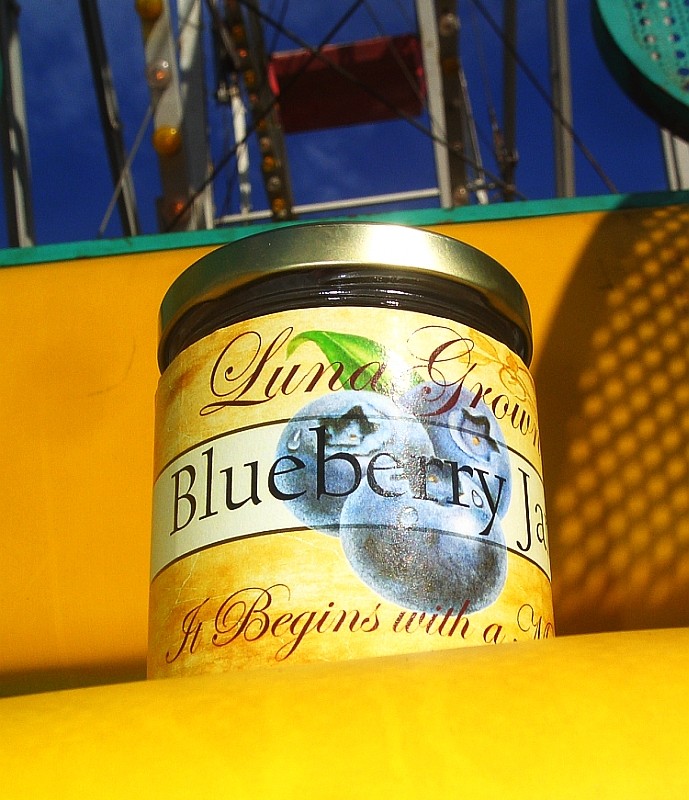 Luna Grown
Blueberry Ja
It Begins with a